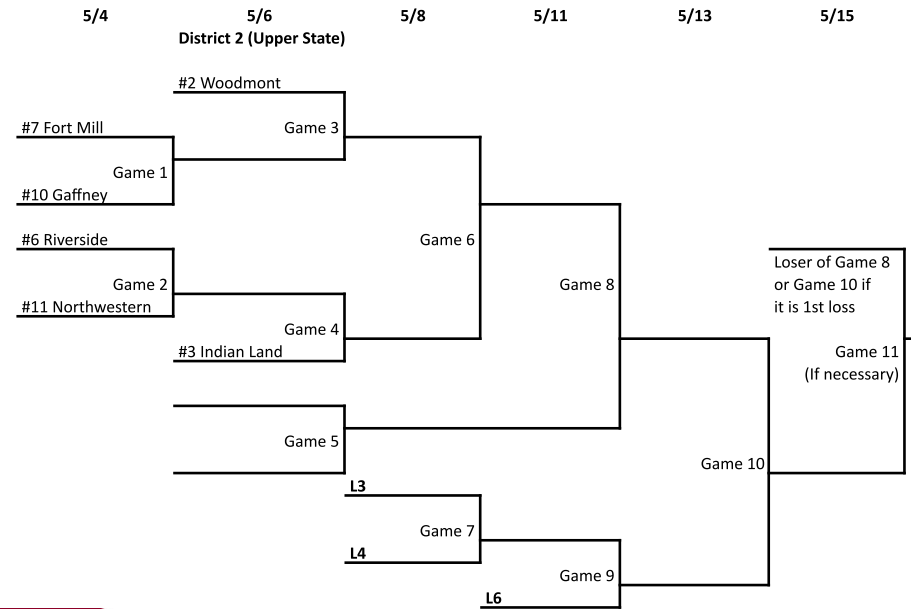 5/4 5/6 5/8 5/11 5/13 5/15
District 2 (Upper State)
#2 Woodmont
#7 Fort Mill
Game 3
Game 1
#10 Gaffney
#6 Riverside
Game 6
Loser of Game 8
or Game 10 if
it is 1st loss
Game 2
Game 8
#11 Northwestern
Game 4
#3 Indian Land
Game 11
(If necessary)
Game 5
Game 10
L3
Game 7
L4
Game 9
L6